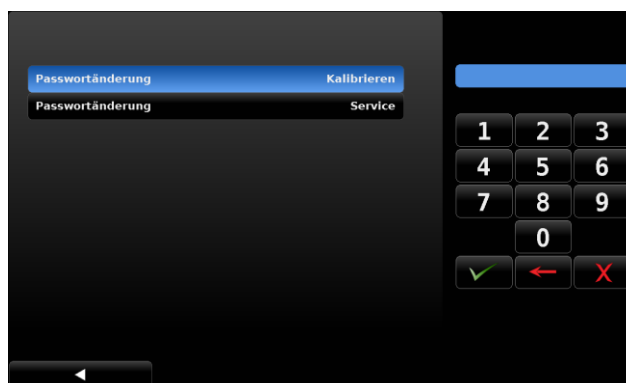 Passwortänderung Kalibrieren
Passwortänderung Service
1 2 3
4 5 6
7 8 9
0
X